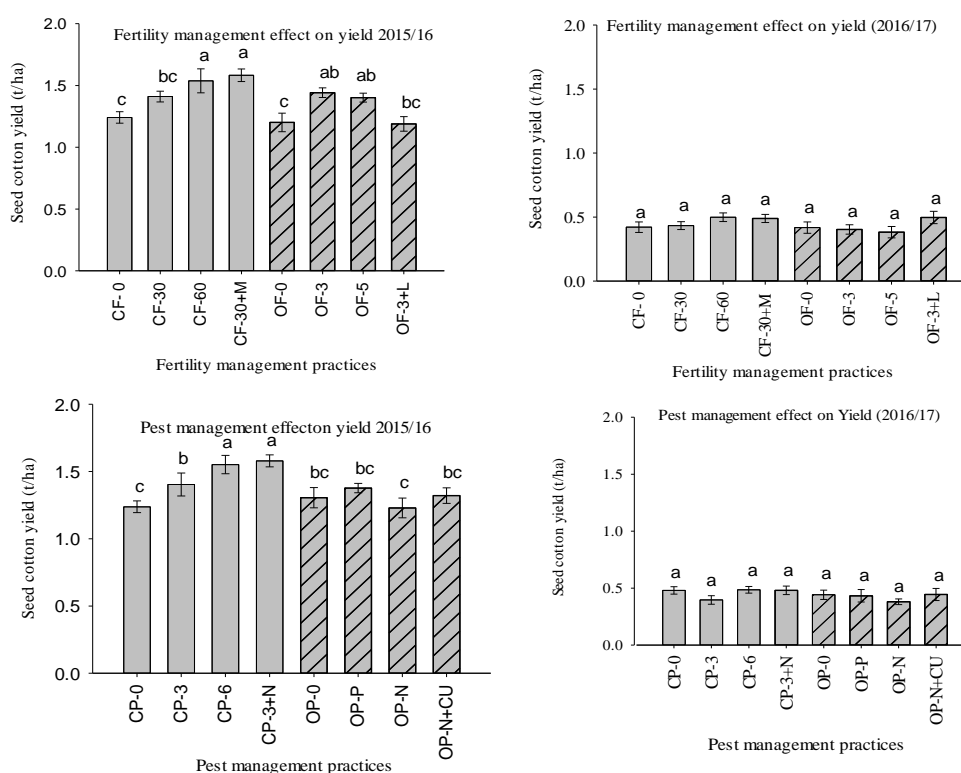 Fertility management effect on yield 2015/16
Seed cotton yield (t/ha)
2.0
1.5
1.0
0.5
0.0
c
bc
a
a
c
ab
ab
bc
CF- 0
CF-30
CF-60
CF-30+M
OF-0
OF-3
OF-5
OF-3+L
Fertility management practices
Fertility management effect on yield (2016/17)
Seed cotton yield (t/ha)
2.0
1.5
1.0
0.5
0.0
a
a
a
a
a
a
a
a
CF- 0
CF-30
CF-60
CF-30+M
OF-0
OF-3
OF-5
OF-3+L
Fertility management practices
Pest management effecton yield 2015/16
Seed cotton yield (t/ha)
2.0
1.5
1.0
0.5
0.0
c
b
a
a
bc
bc
c
bc
CP-0
CP-3
CP-6
CP-3+N
OP-0
OP-P
OP-N
OP-N+CU
Pest management practices
Pest management effect on Yield (2016/17)
Seed cotton yield (t/ha)
2.0
1.5
1.0
0.5
0.0
a
a
a
a
a
a
a
a
CP-0
CP-3
CP-6
CP-3+N
OP-0
OP-P
OP-N
OP-N+CU
Pest management practices